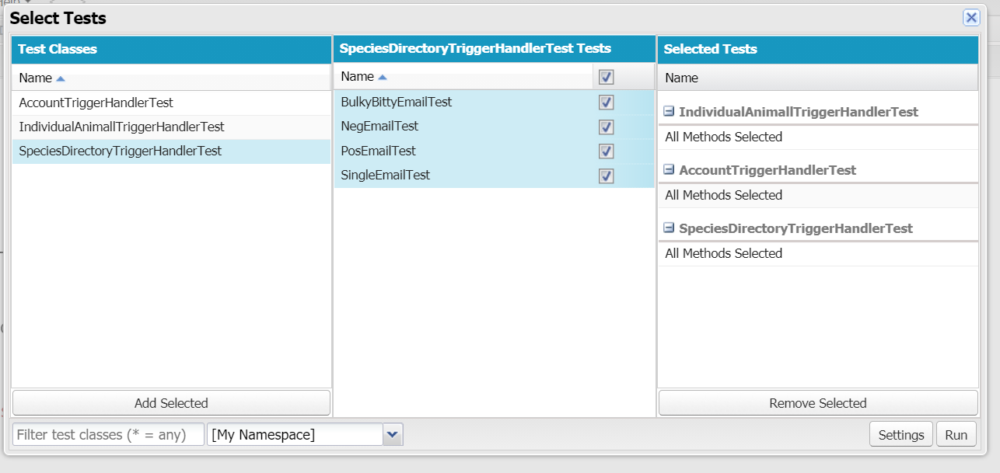 Select Tests
Test Classes
Name
AccountTriggerHandlerTest
IndividualAnimallTriggerHandlerTest
SpeciesDirectoryTriggerHandlerTest
Add Selected
SpeciesDirectoryTriggerHandlerTest Tests
Name
BulkyBittyEmailTest
NegEmailTest
PosEmailTest
SingleEmailTest
Selected Tests
Name
IndividualAnimallTriggerHandlerTest
All Methods Selected
AccountTriggerHandlerTest
All Methods Selected
SpeciesDirectoryTriggerHandlerTest
All Methods Selected
Remove Selected
Filter test classes (* = any)
[My Namespace]
Settings
Run